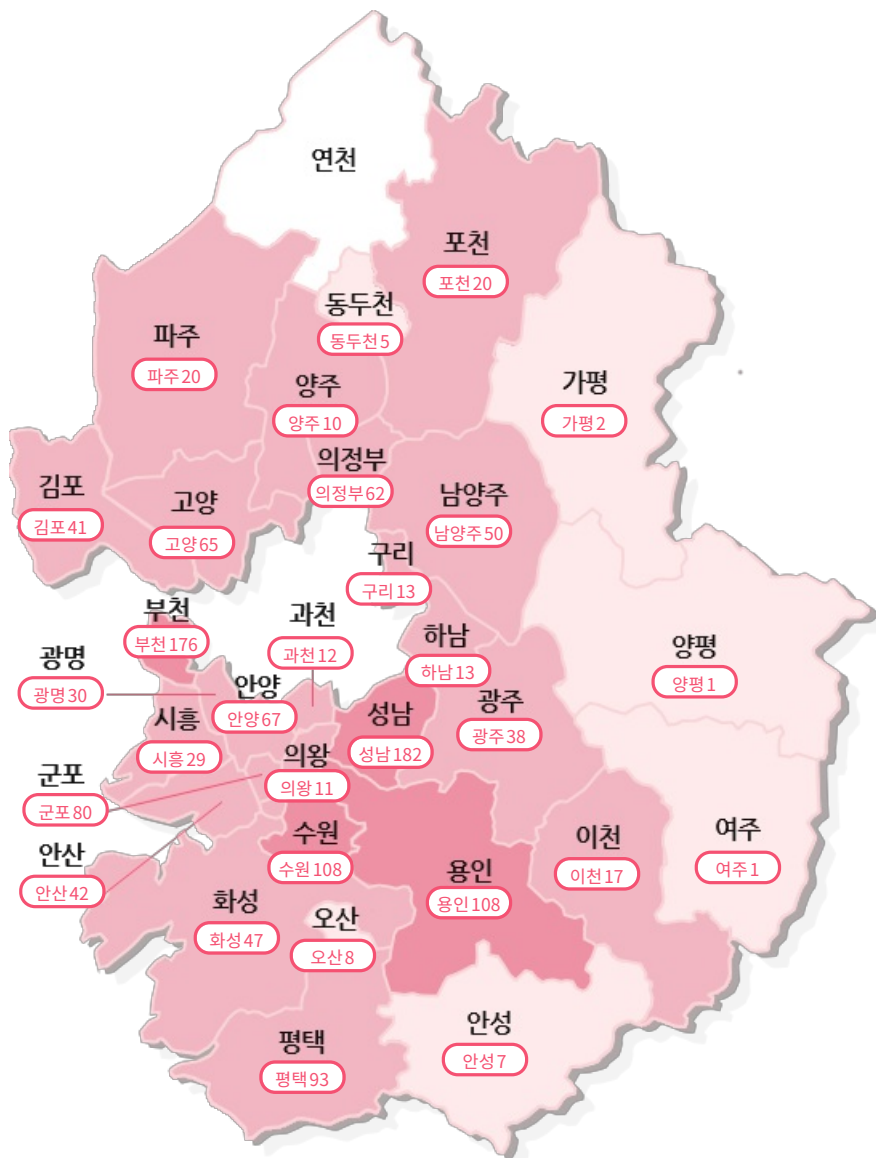 연천
포천
포천20
동두천
동두천5
파주
파주20
양주
양주10
가평
가평2
의정부
의정부62
김포
김포41
고양
고양65
남양주
남양주50
구리
구리13
부천
부천176
과천
과천12
하남
하남13
양평
양평1
광명
광명30
안양
안양67
시흥
시흥29
성남
성남182
광주
광주38
의왕
의왕11
군포
군포80
수원
수원108
이천
이천17
여주
여주1
안산
안산42
용인
용인108
화성
화성47
오산
오산8
안성
안성7
평택
평택93